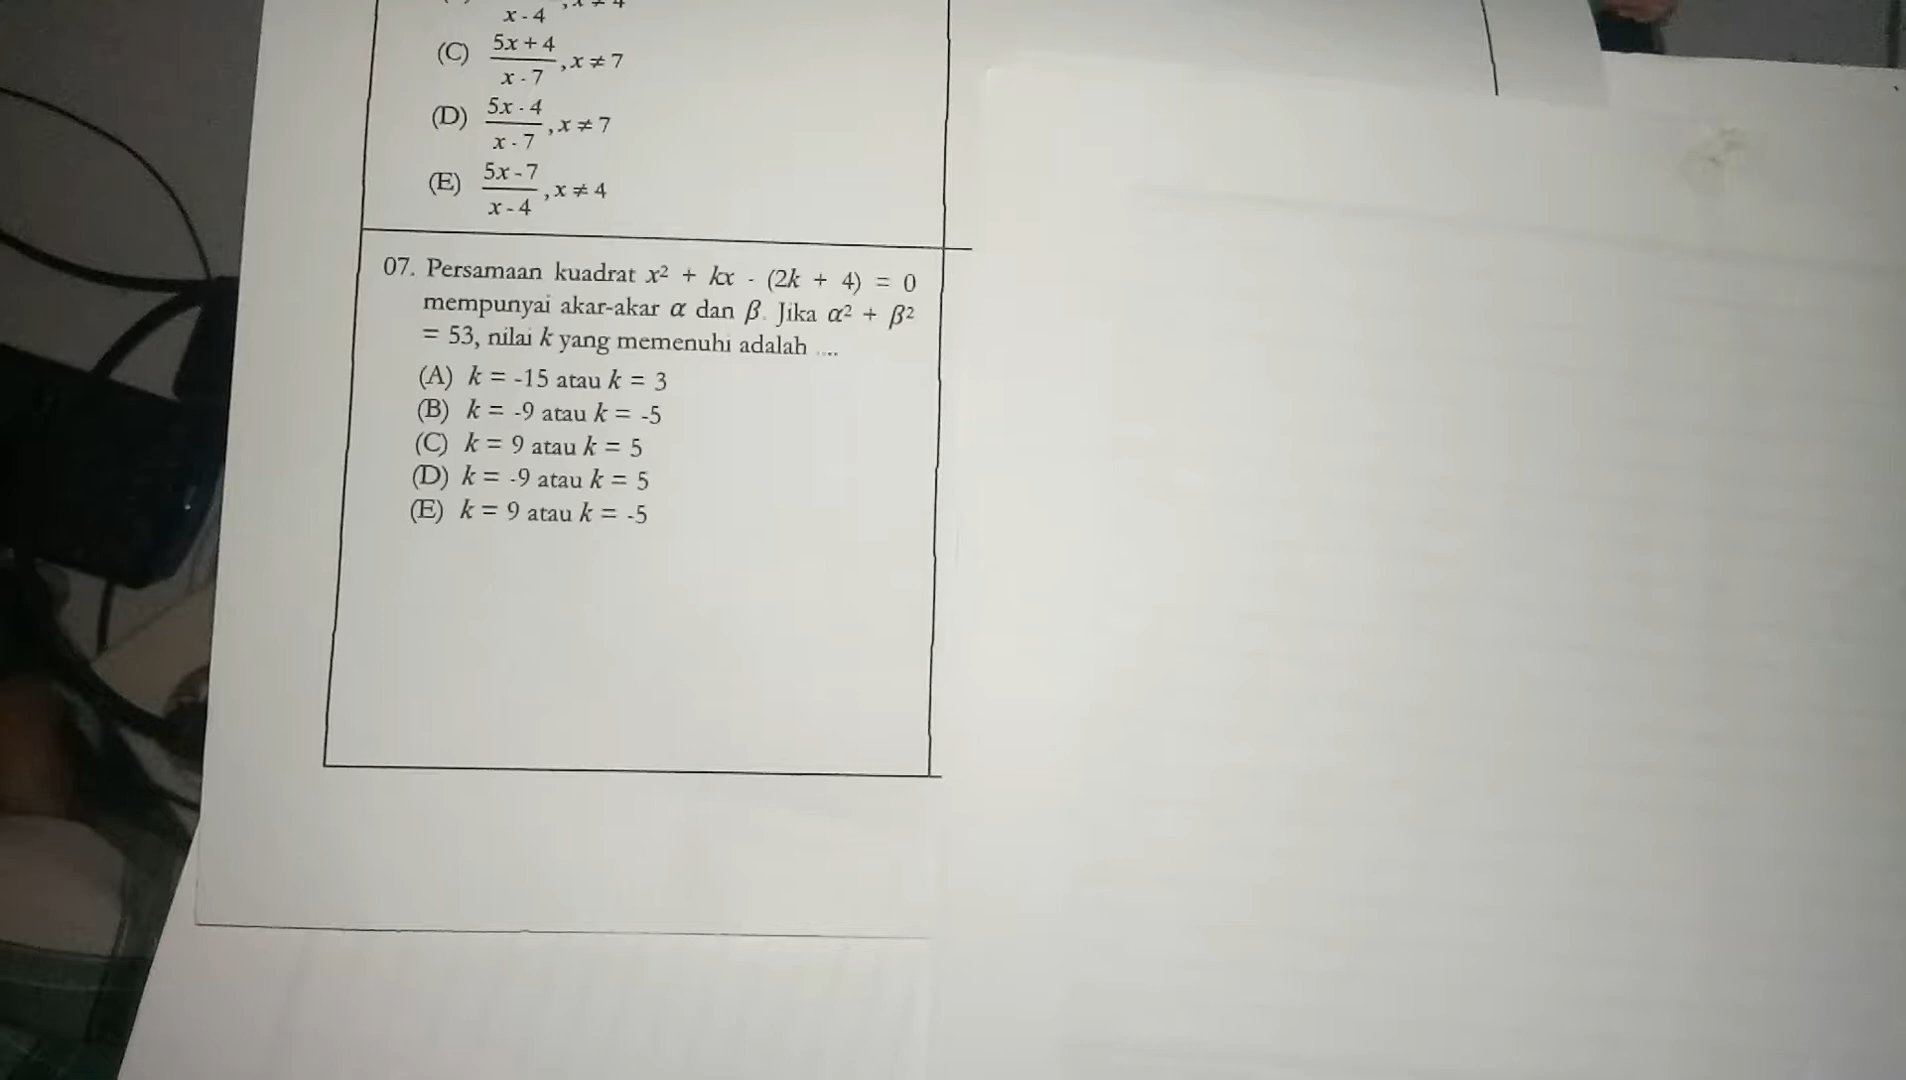 x - 4
(C) 5x + 4 / x - 7 , x ≠ 7
(D) 5x - 4 / x - 7 , x ≠ 7
(E) 5x - 7 / x - 4 , x ≠ 4
07. Persamaan kuadrat x² + kx - (2k + 4) = 0
mempunyai akar-akar α dan β. Jika α² + β²
= 53, nilai k yang memenuhi adalah ....
(A) k = -15 atau k = 3
(B) k = -9 atau k = -5
(C) k = 9 atau k = 5
(D) k = -9 atau k = 5
(E) k = 9 atau k = -5